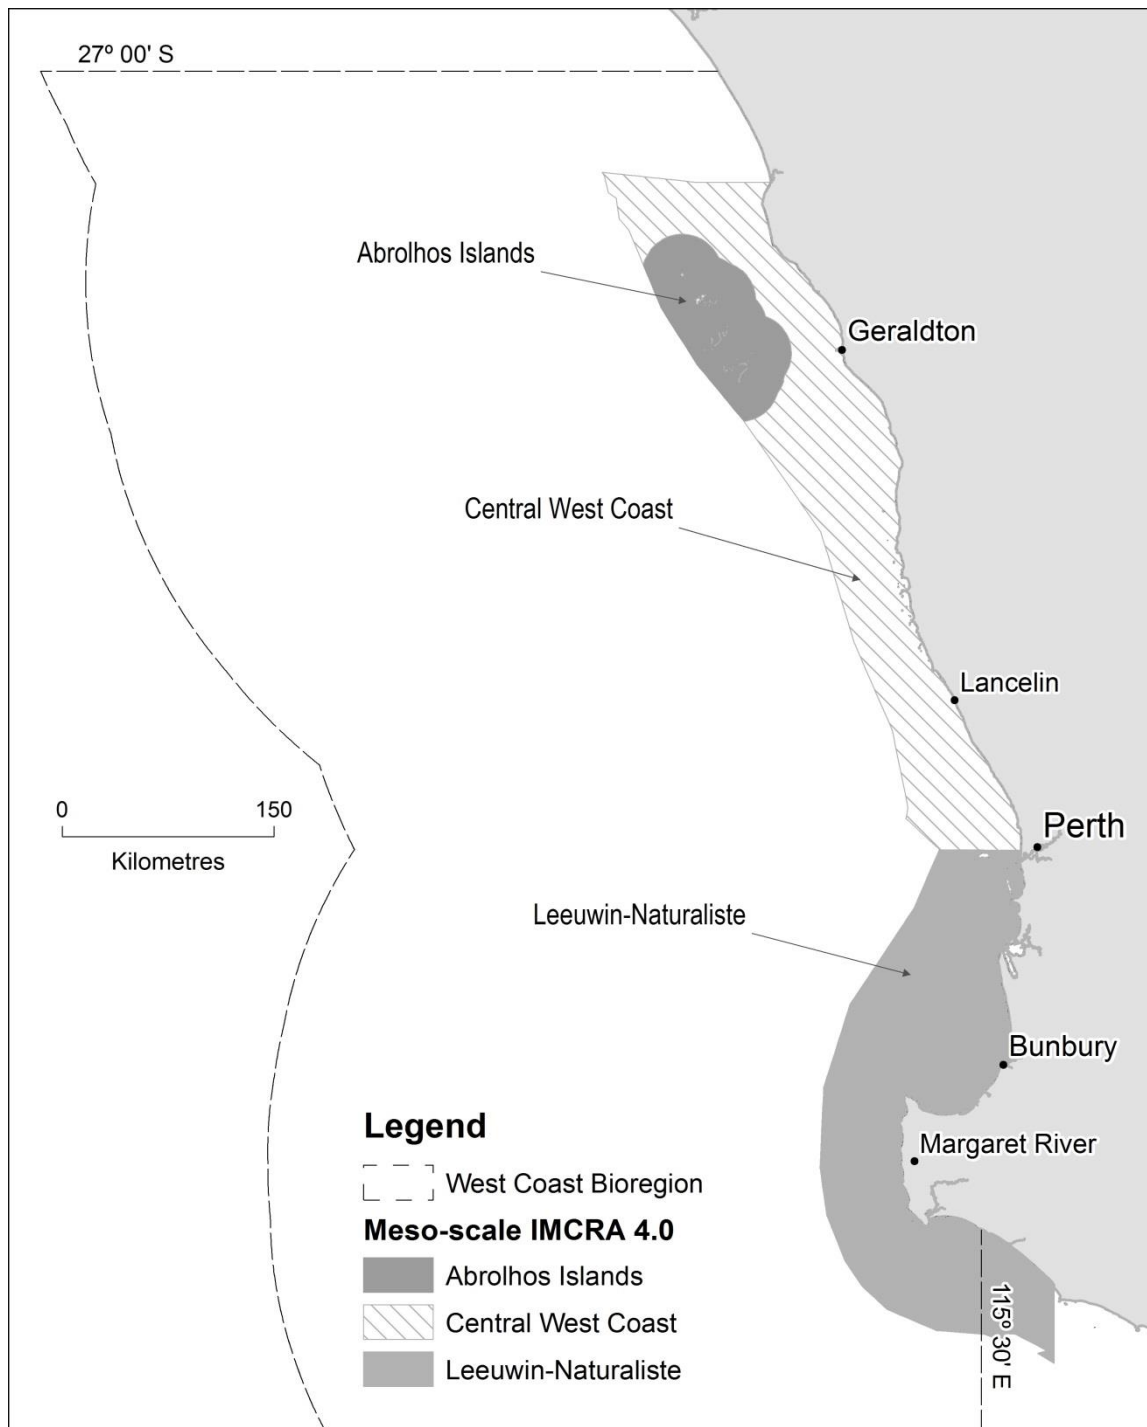 27º 00' S
Abrolhos Islands
Geraldton
Central West Coast
Lancelin
0 150
Kilometres
Perth
Leeuwin-Naturaliste
Bunbury
Margaret River
Legend
West Coast Bioregion
Meso-scale IMCRA 4.0
Abrolhos Islands
Central West Coast
Leeuwin-Naturaliste
115º 30' E